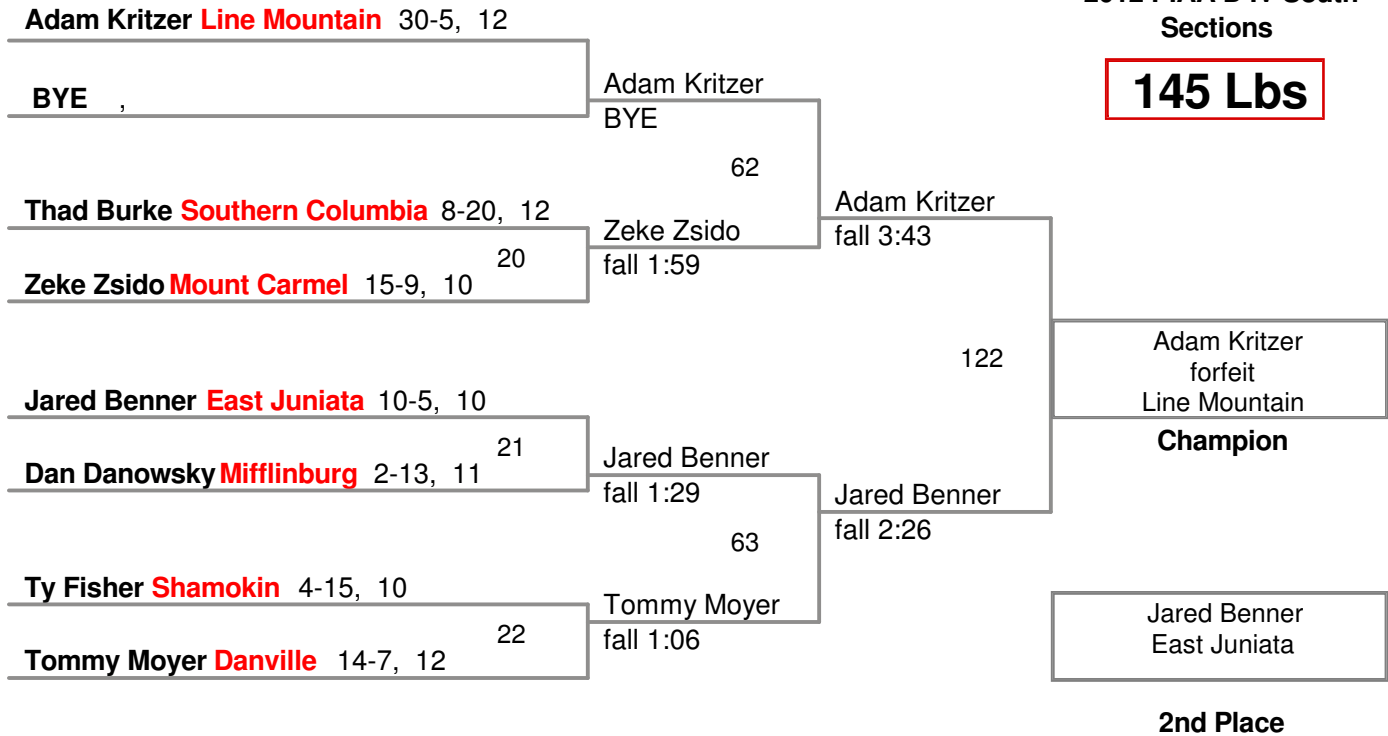 Sections
145 Lbs
Adam Kritzer Line Mountain 30-5, 12
BYE ,
Thad Burke Southern Columbia 8-20, 12
20
Zeke Zsido Mount Carmel 15-9, 10
Jared Benner East Juniata 10-5, 10
21
Dan Danowsky Mifflinburg 2-13, 11
Ty Fisher Shamokin 4-15, 10
22
Tommy Moyer Danville 14-7, 12
Adam Kritzer
BYE
62
Zeke Zsido
fall 1:59
Jared Benner
fall 1:29
63
Tommy Moyer
fall 1:06
Adam Kritzer
fall 3:43
122
Jared Benner
fall 2:26
Adam Kritzer
forfeit
Line Mountain
Champion
Jared Benner
East Juniata
2nd Place